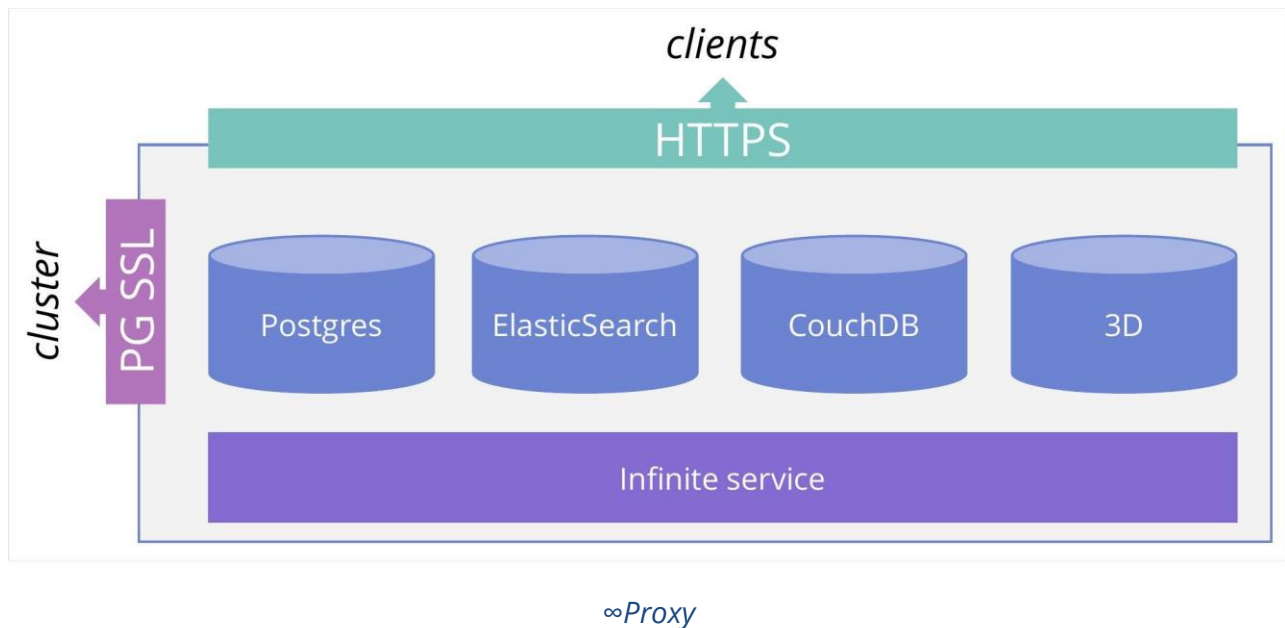 clients
HTTPS
cluster
PG SSL
Postgres
ElasticSearch
CouchDB
3D
Infinite service
∞Proxy